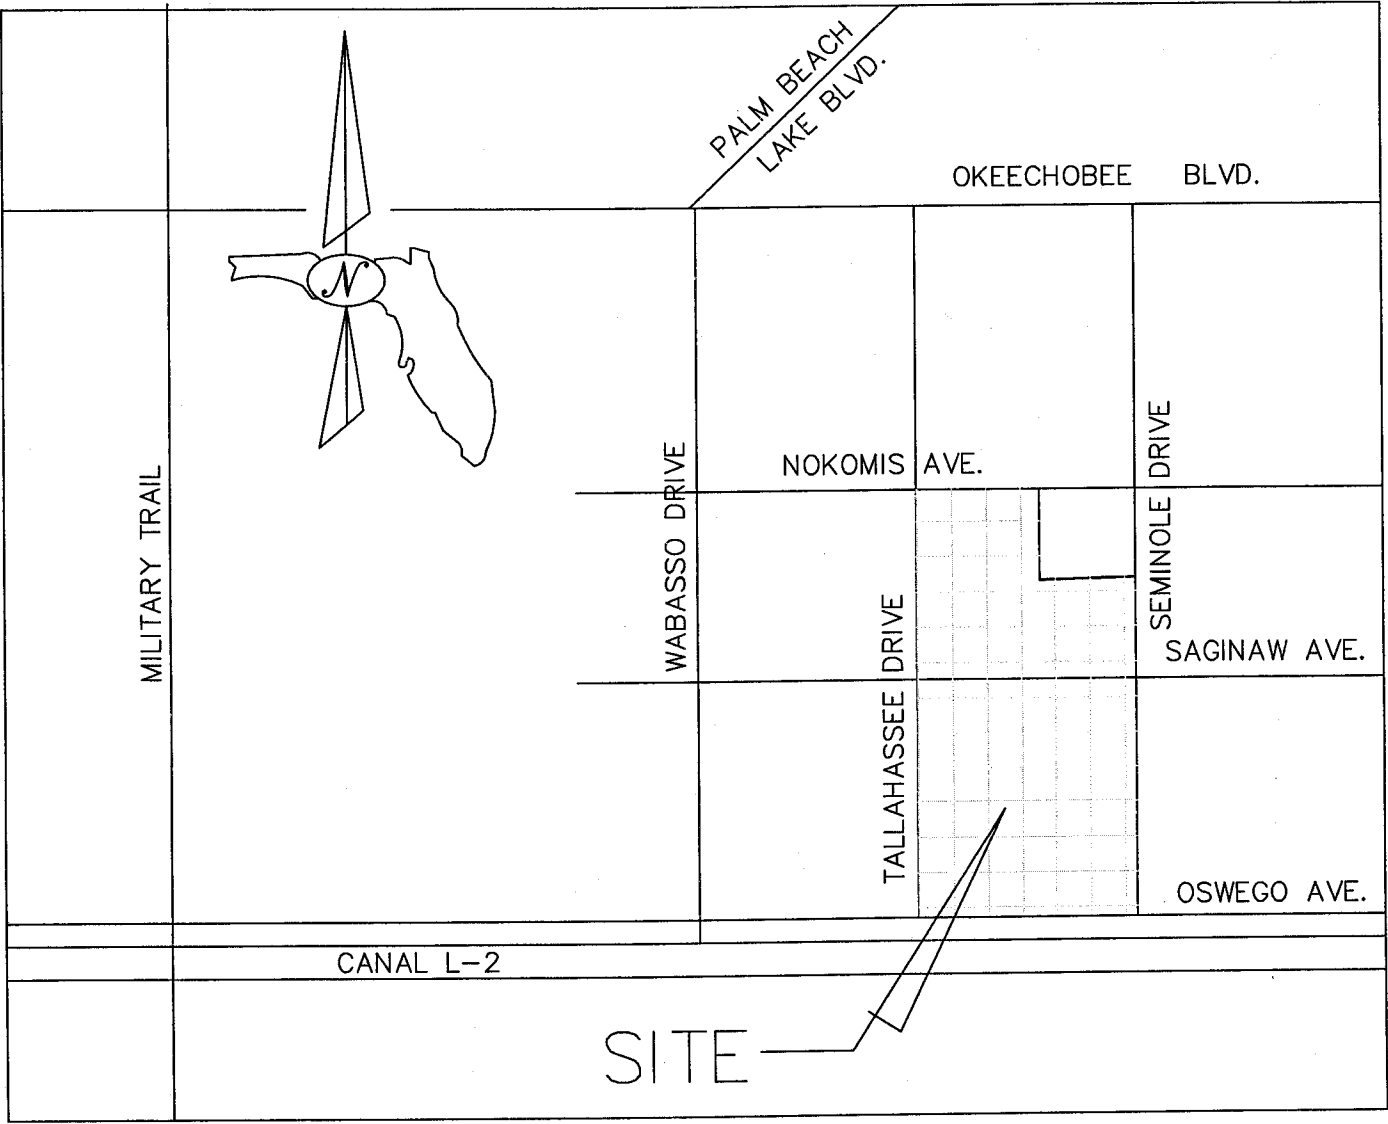 PALM BEACH
LAKE BLVD.
OKEECHOBEE BLVD.
N
NOKOMIS AVE.
MILITARY TRAIL
WABASSO DRIVE
TALLAHASSEE DRIVE
SEMINOLE DRIVE
SAGINAW AVE.
OSWEGO AVE.
CANAL L-2
SITE